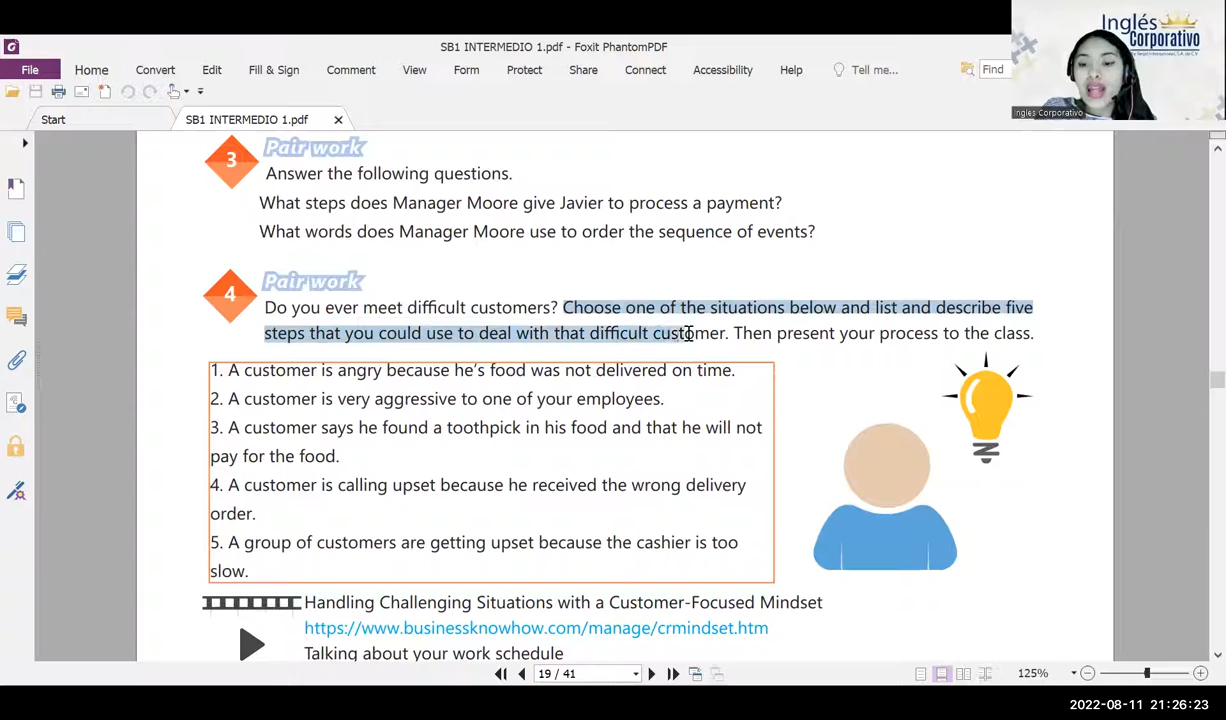 Inglés
Corporativo
SB1 INTERMEDIO 1.pdf - Foxit PhantomPDF
File Home Convert Edit Fill & Sign Comment View Form Protect Share Connect Accessibility Help Tell me... Find
Inglés Corporativo
Start SB1 INTERMEDIO 1.pdf
3 Pair work
Answer the following questions.
What steps does Manager Moore give Javier to process a payment?
What words does Manager Moore use to order the sequence of events?
4 Pair work
Do you ever meet difficult customers? Choose one of the situations below and list and describe five
steps that you could use to deal with that difficult customer. Then present your process to the class.
1. A customer is angry because he's food was not delivered on time.
2. A customer is very aggressive to one of your employees.
3. A customer says he found a toothpick in his food and that he will not
pay for the food.
4. A customer is calling upset because he received the wrong delivery
order.
5. A group of customers are getting upset because the cashier is too
slow.
Handling Challenging Situations with a Customer-Focused Mindset
https://www.businessknowhow.com/manage/crmindset.htm
Talking about your work schedule
19 / 41 125%
2022-08-11 21:26:23